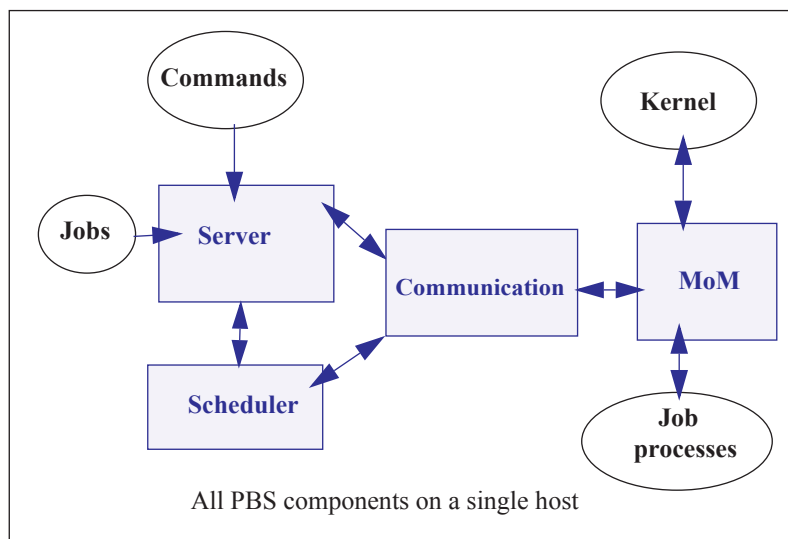 Commands
Kernel
Jobs
Server
Communication
MoM
Scheduler
Job
processes
All PBS components on a single host